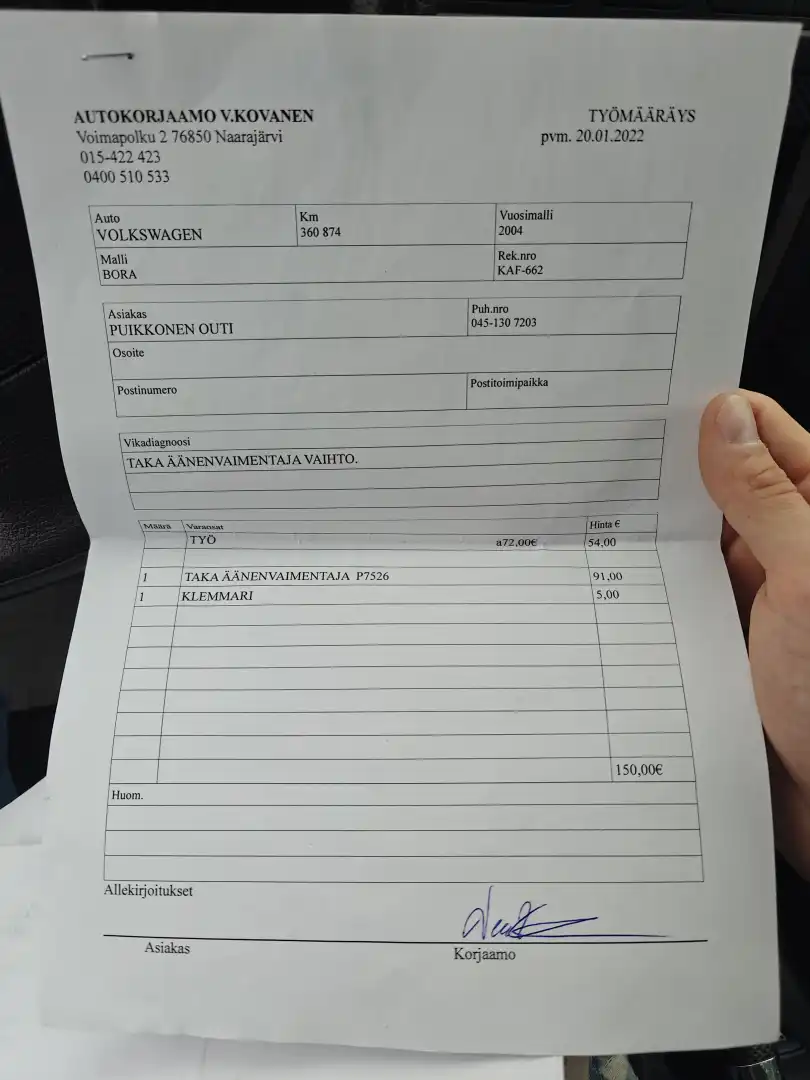 AUTOKORJAAMO V.KOVANEN
TYÖMÄÄRÄYS
Voimapolku 2 76850 Naarajärvi
pvm. 20.01.2022
015-422 423
0400 510 533
Auto
Km
Vuosimalli
VOLKSWAGEN
360 874
2004
Malli
Rek.nro
BORA
KAF-662
Asiakas
Puh.nro
PUIKKONEN OUTI
045-130 7203
Osoite
Postinumero
Postitoimipaikka
Vikadiagnoosi
TAKA ÄÄNENVAIMENTAJA VAIHTO.
Määrä Varaosat Hinta €
TYÖ a72,00€ 54,00
1 TAKA ÄÄNENVAIMENTAJA P7526 91,00
1 KLEMMARI 5,00
150,00€
Huom.
Allekirjoitukset
Asiakas
Korjaamo